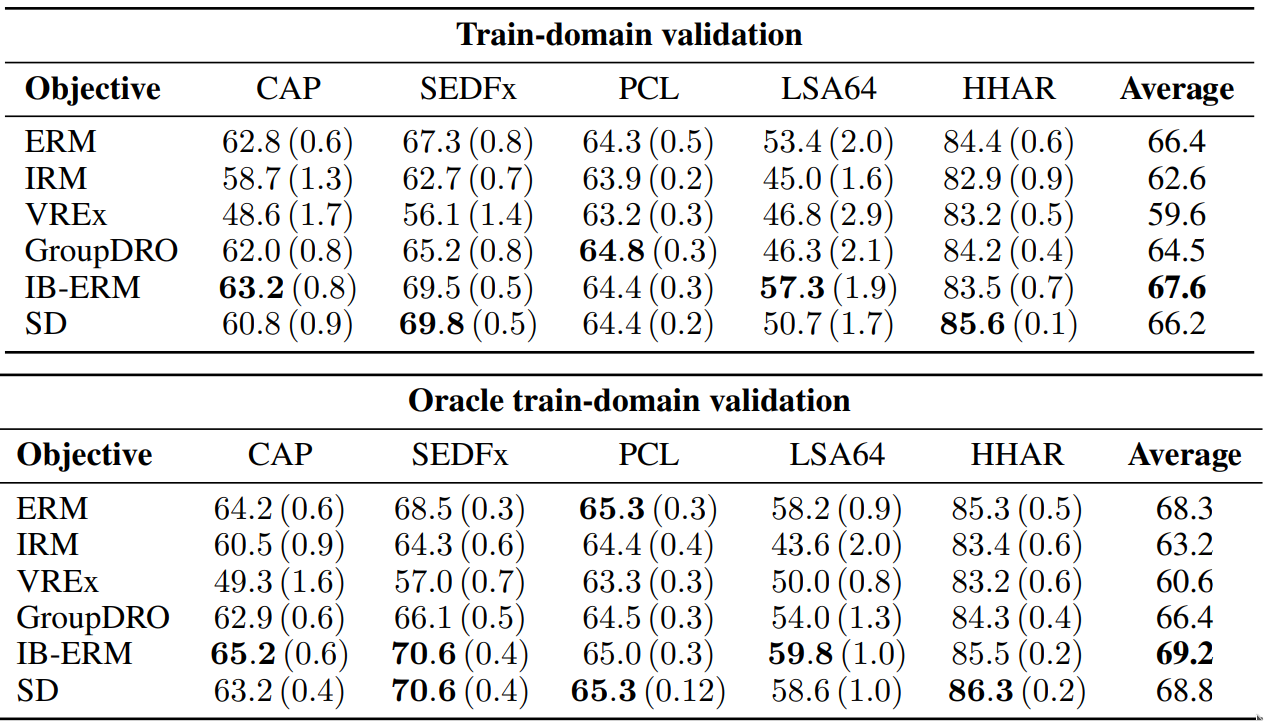 Train-domain validation
Objective CAP SEDFx PCL LSA64 HHAR Average
ERM 62.8 (0.6) 67.3 (0.8) 64.3 (0.5) 53.4 (2.0) 84.4 (0.6) 66.4
IRM 58.7 (1.3) 62.7 (0.7) 63.9 (0.2) 45.0 (1.6) 82.9 (0.9) 62.6
VREx 48.6 (1.7) 56.1 (1.4) 63.2 (0.3) 46.8 (2.9) 83.2 (0.5) 59.6
GroupDRO 62.0 (0.8) 65.2 (0.8) 64.8 (0.3) 46.3 (2.1) 84.2 (0.4) 64.5
IB-ERM 63.2 (0.8) 69.5 (0.5) 64.4 (0.3) 57.3 (1.9) 83.5 (0.7) 67.6
SD 60.8 (0.9) 69.8 (0.5) 64.4 (0.2) 50.7 (1.7) 85.6 (0.1) 66.2
Oracle train-domain validation
Objective CAP SEDFx PCL LSA64 HHAR Average
ERM 64.2 (0.6) 68.5 (0.3) 65.3 (0.3) 58.2 (0.9) 85.3 (0.5) 68.3
IRM 60.5 (0.9) 64.3 (0.6) 64.4 (0.4) 43.6 (2.0) 83.4 (0.6) 63.2
VREx 49.3 (1.6) 57.0 (0.7) 63.3 (0.3) 50.0 (0.8) 83.2 (0.6) 60.6
GroupDRO 62.9 (0.6) 66.1 (0.5) 64.5 (0.3) 54.0 (1.3) 84.3 (0.4) 66.4
IB-ERM 65.2 (0.6) 70.6 (0.4) 65.0 (0.3) 59.8 (1.0) 85.5 (0.2) 69.2
SD 63.2 (0.4) 70.6 (0.4) 65.3 (0.12) 58.6 (1.0) 86.3 (0.2) 68.8